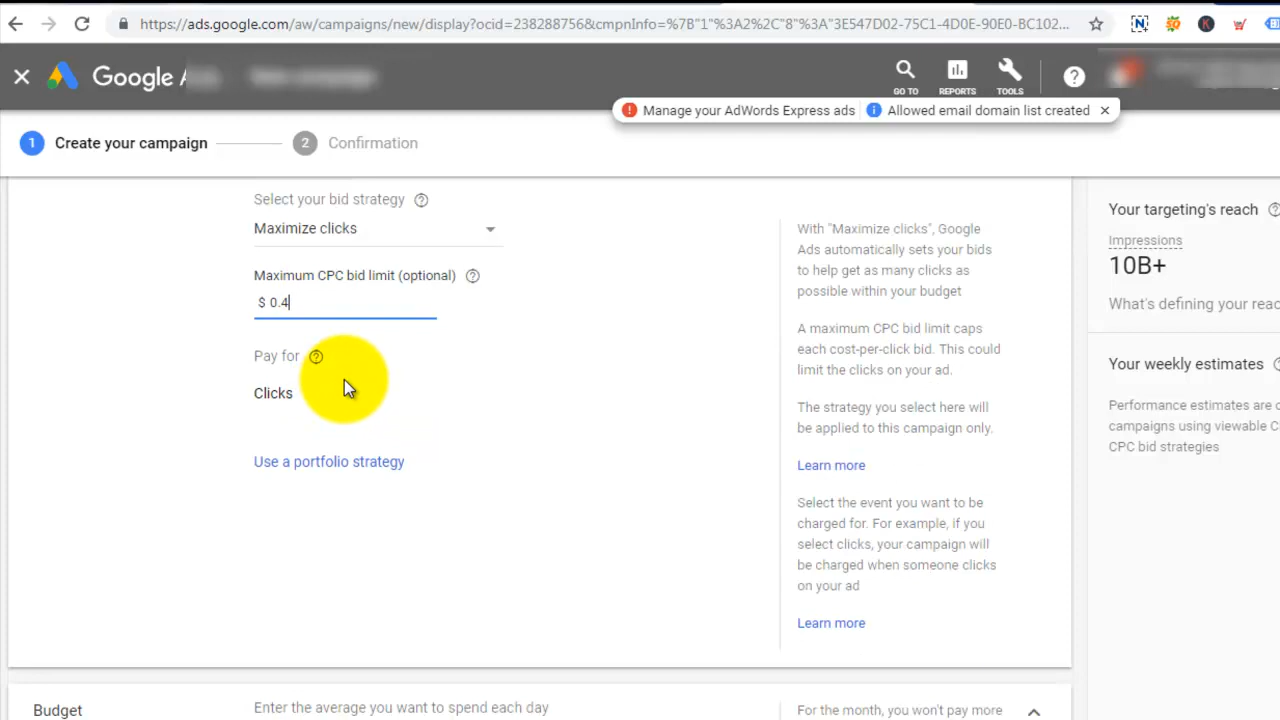 https://ads.google.com/aw/campaigns/new/display?ocid=238288756&cmpnInfo=%7B"1"%3A2%2C"8"%3A"3E547D02-75C1-4D0E-90E0-BC102...
Google
GO TO
REPORTS
TOOLS
Manage your AdWords Express ads
Allowed email domain list created
1 Create your campaign
2 Confirmation
Select your bid strategy
Maximize clicks
Maximum CPC bid limit (optional)
$ 0.4
Pay for
Clicks
Use a portfolio strategy
With "Maximize clicks", Google
Ads automatically sets your bids
to help get as many clicks as
possible within your budget
A maximum CPC bid limit caps
each cost-per-click bid. This could
limit the clicks on your ad.
The strategy you select here will
be applied to this campaign only.
Learn more
Select the event you want to be
charged for. For example, if you
select clicks, your campaign will
be charged when someone clicks
on your ad
Learn more
Your targeting's reach
Impressions
10B+
What's defining your reac
Your weekly estimates
Performance estimates are c
campaigns using viewable C
CPC bid strategies
Budget
Enter the average you want to spend each day
For the month, you won't pay more